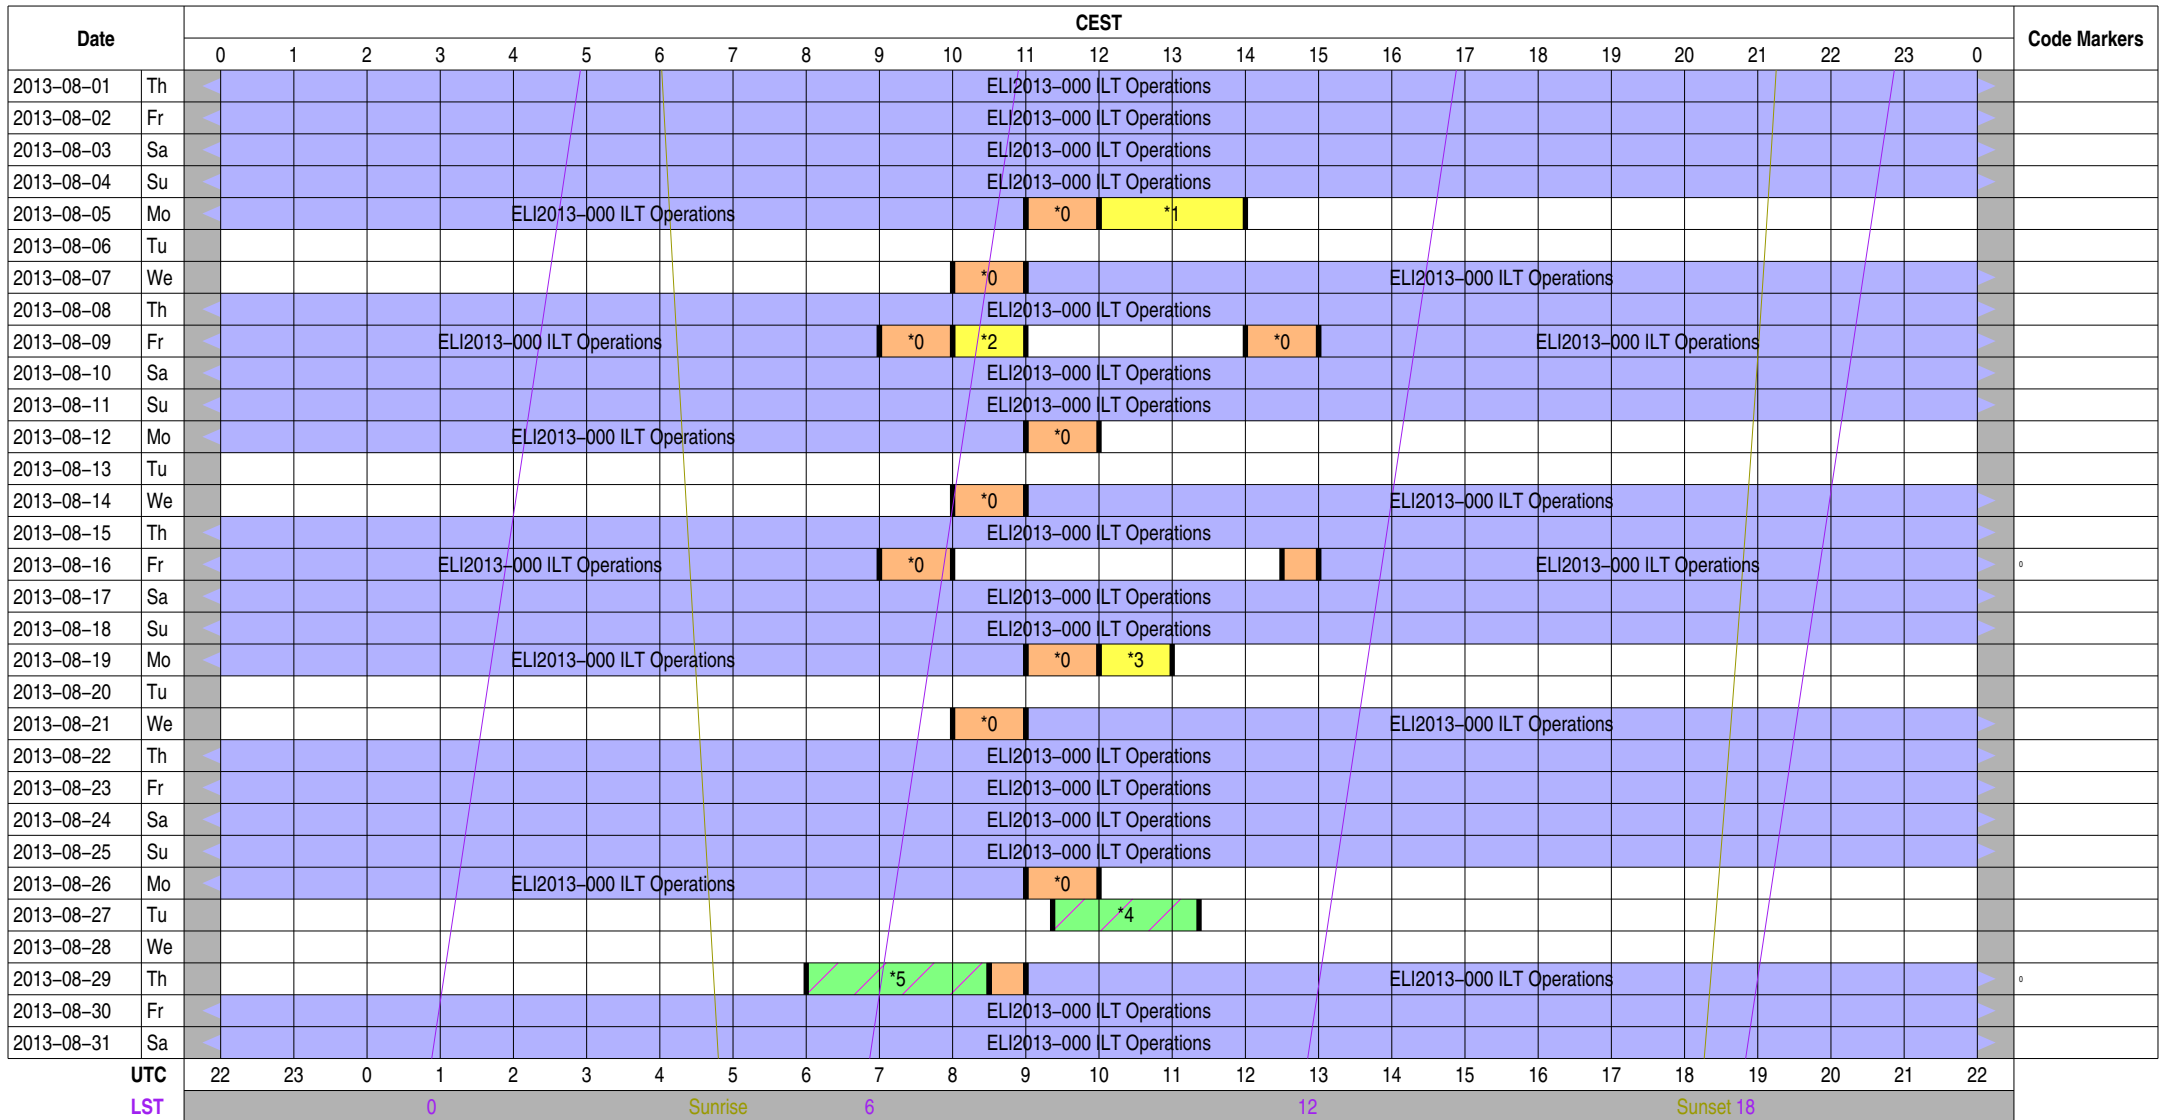 Date CEST Code Markers
0 1 2 3 4 5 6 7 8 9 10 11 12 13 14 15 16 17 18 19 20 21 22 23 0
2013-08-01 Th ELI2013-000 ILT Operations
2013-08-02 Fr ELI2013-000 ILT Operations
2013-08-03 Sa ELI2013-000 ILT Operations
2013-08-04 Su ELI2013-000 ILT Operations
2013-08-05 Mo ELI2013-000 ILT Operations *0 *1
2013-08-06 Tu
2013-08-07 We *0 ELI2013-000 ILT Operations
2013-08-08 Th ELI2013-000 ILT Operations
2013-08-09 Fr ELI2013-000 ILT Operations *0 *2 *0 ELI2013-000 ILT Operations
2013-08-10 Sa ELI2013-000 ILT Operations
2013-08-11 Su ELI2013-000 ILT Operations
2013-08-12 Mo ELI2013-000 ILT Operations *0
2013-08-13 Tu
2013-08-14 We *0 ELI2013-000 ILT Operations
2013-08-15 Th ELI2013-000 ILT Operations
2013-08-16 Fr ELI2013-000 ILT Operations *0 ELI2013-000 ILT Operations 0
2013-08-17 Sa ELI2013-000 ILT Operations
2013-08-18 Su ELI2013-000 ILT Operations
2013-08-19 Mo ELI2013-000 ILT Operations *0 *3
2013-08-20 Tu
2013-08-21 We *0 ELI2013-000 ILT Operations
2013-08-22 Th ELI2013-000 ILT Operations
2013-08-23 Fr ELI2013-000 ILT Operations
2013-08-24 Sa ELI2013-000 ILT Operations
2013-08-25 Su ELI2013-000 ILT Operations
2013-08-26 Mo ELI2013-000 ILT Operations *0
2013-08-27 Tu *4
2013-08-28 We
2013-08-29 Th *5 ELI2013-000 ILT Operations 0
2013-08-30 Fr ELI2013-000 ILT Operations
2013-08-31 Sa ELI2013-000 ILT Operations
UTC 22 23 0 1 2 3 4 5 6 7 8 9 10 11 12 13 14 15 16 17 18 19 20 21 22
LST 0 Sunrise 6 12 Sunset 18